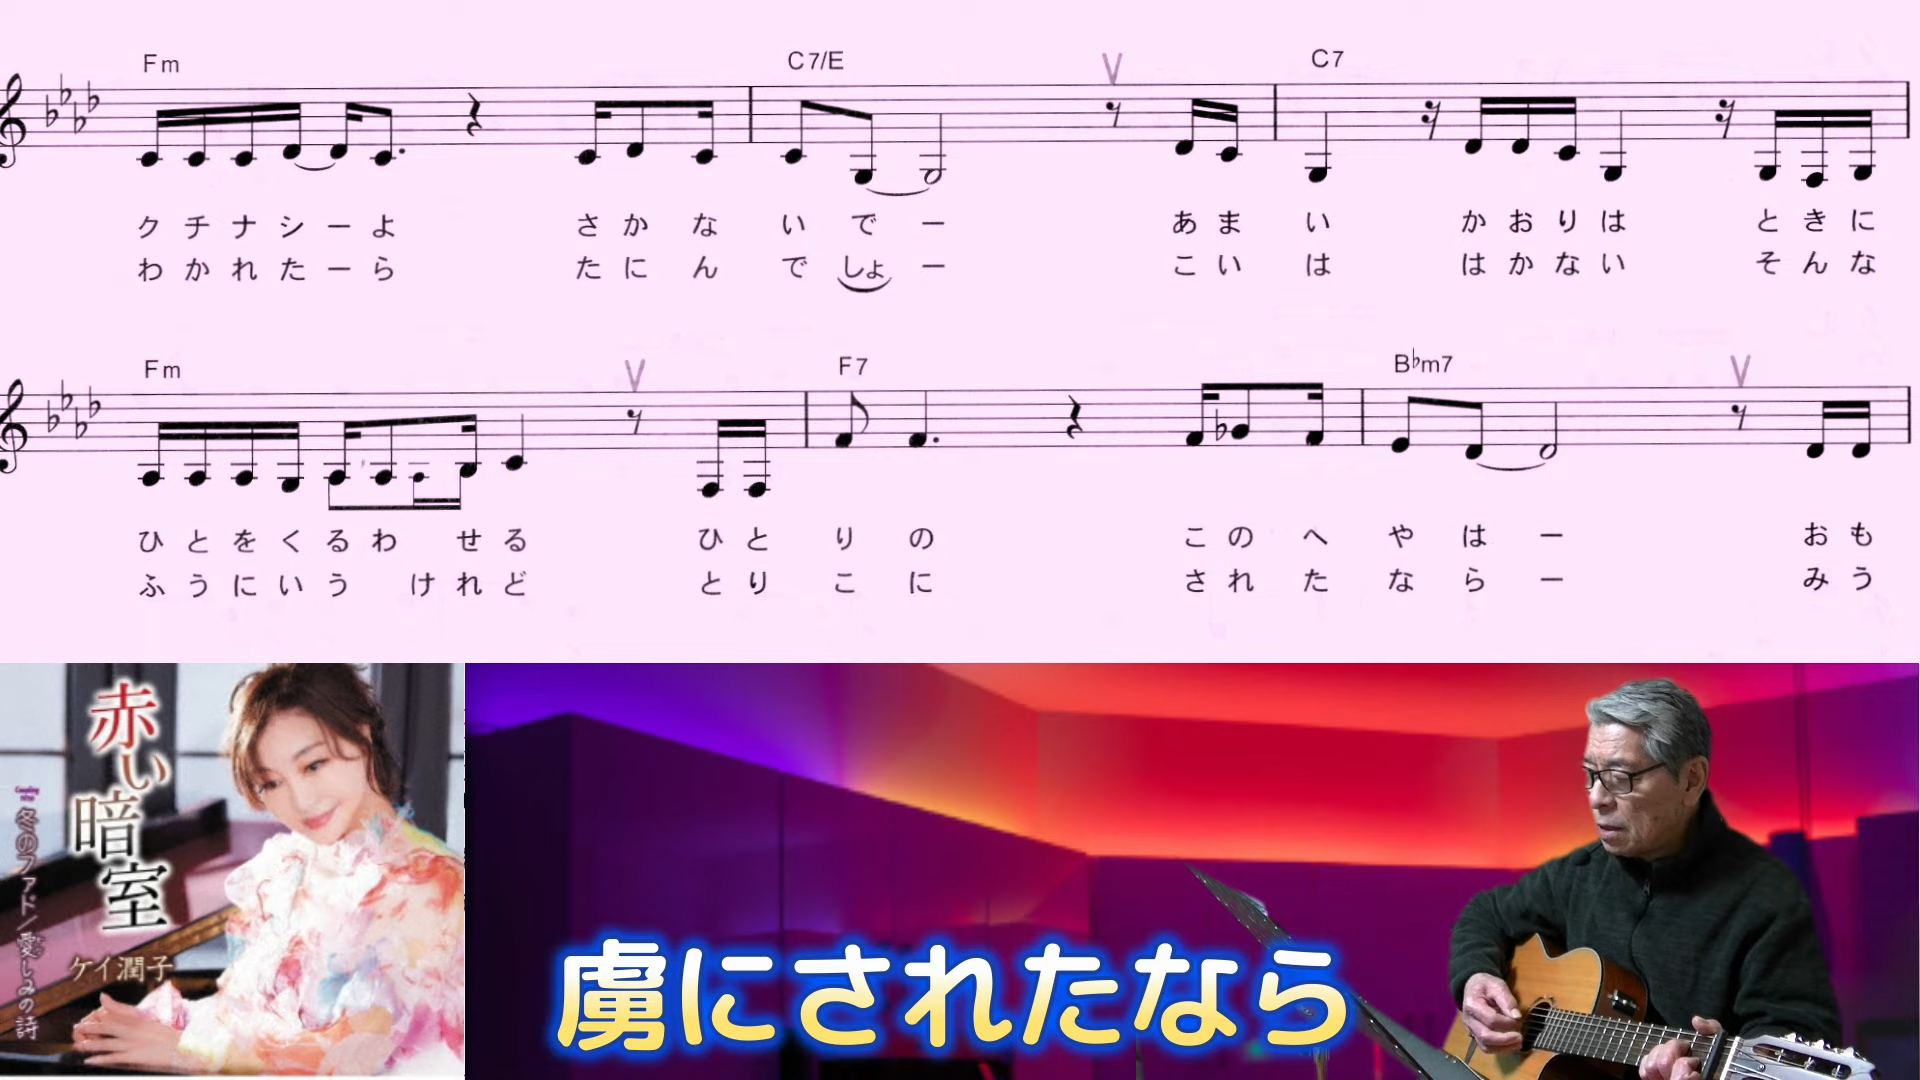 Fm C7/E C7
クチナシーよ さかな いでー あま い かおりは ときに
わかれたーら たにん でしょー こい は はかない そんな
Fm F7 B♭m7
ひとをくるわ せる ひと りの このへ やはー おも
ふうにいう けれど とり こに された ならー みう
赤い暗室
Coupling
冬のファド/愛しみの詩
ケイ潤子
虜にされたなら